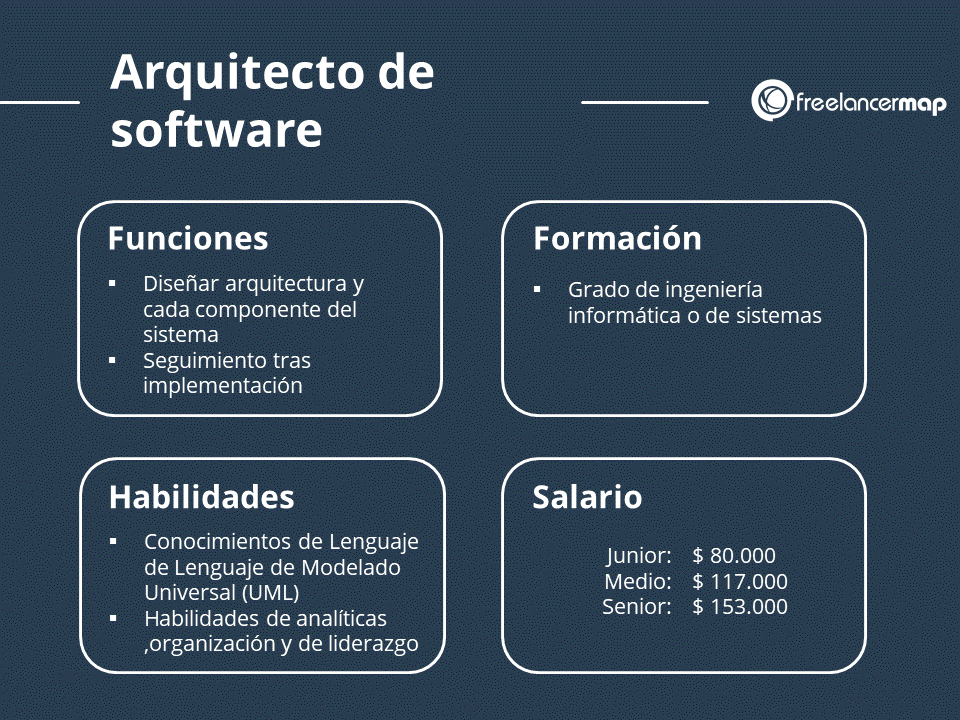 Arquitecto de
software
freelancermap
Funciones
▪ Diseñar arquitectura y
cada componente del
sistema
▪ Seguimiento tras
implementación
Formación
▪ Grado de ingeniería
informática o de sistemas
Habilidades
▪ Conocimientos de Lenguaje
de Lenguaje de Modelado
Universal (UML)
▪ Habilidades de analíticas
,organización y de liderazgo
Salario
Junior: $ 80.000
Medio: $ 117.000
Senior: $ 153.000